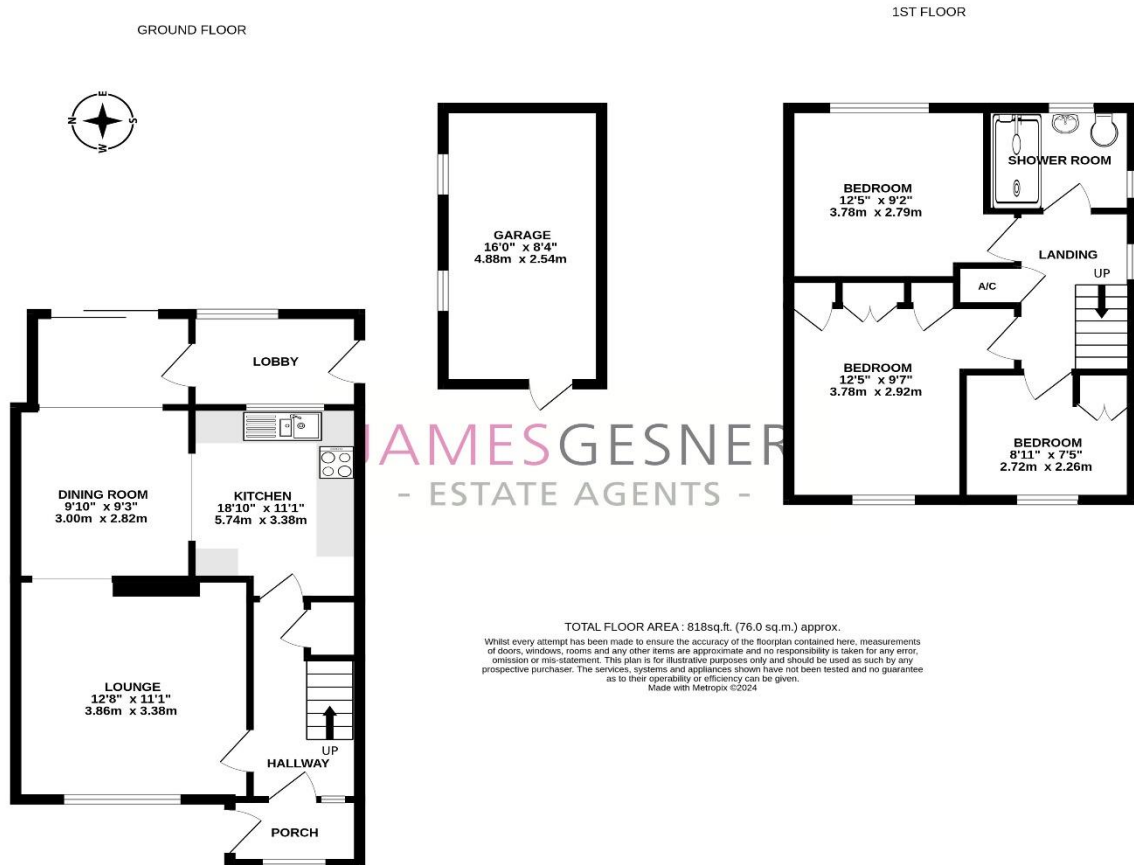 GROUND FLOOR
1ST FLOOR
N
E
S
W
GARAGE
16'0" x 8'4"
4.88m x 2.54m
BEDROOM
12'5" x 9'2"
3.78m x 2.79m
SHOWER ROOM
LANDING
UP
A/C
BEDROOM
12'5" x 9'7"
3.78m x 2.92m
BEDROOM
8'11" x 7'5"
2.72m x 2.26m
LOBBY
DINING ROOM
9'10" x 9'3"
3.00m x 2.82m
KITCHEN
18'10" x 11'1"
5.74m x 3.38m
LOUNGE
12'8" x 11'1"
3.86m x 3.38m
UP
HALLWAY
PORCH
JAMESGESNER
- ESTATE AGENTS -
TOTAL FLOOR AREA : 818sq.ft. (76.0 sq.m.) approx.
Whilst every attempt has been made to ensure the accuracy of the floorplan contained here, measurements
of doors, windows, rooms and any other items are approximate and no responsibility is taken for any error,
omission or mis-statement. This plan is for illustrative purposes only and should be used as such by any
prospective purchaser. The services, systems and appliances shown have not been tested and no guarantee
as to their operability or efficiency can be given.
Made with Metropix ©2024